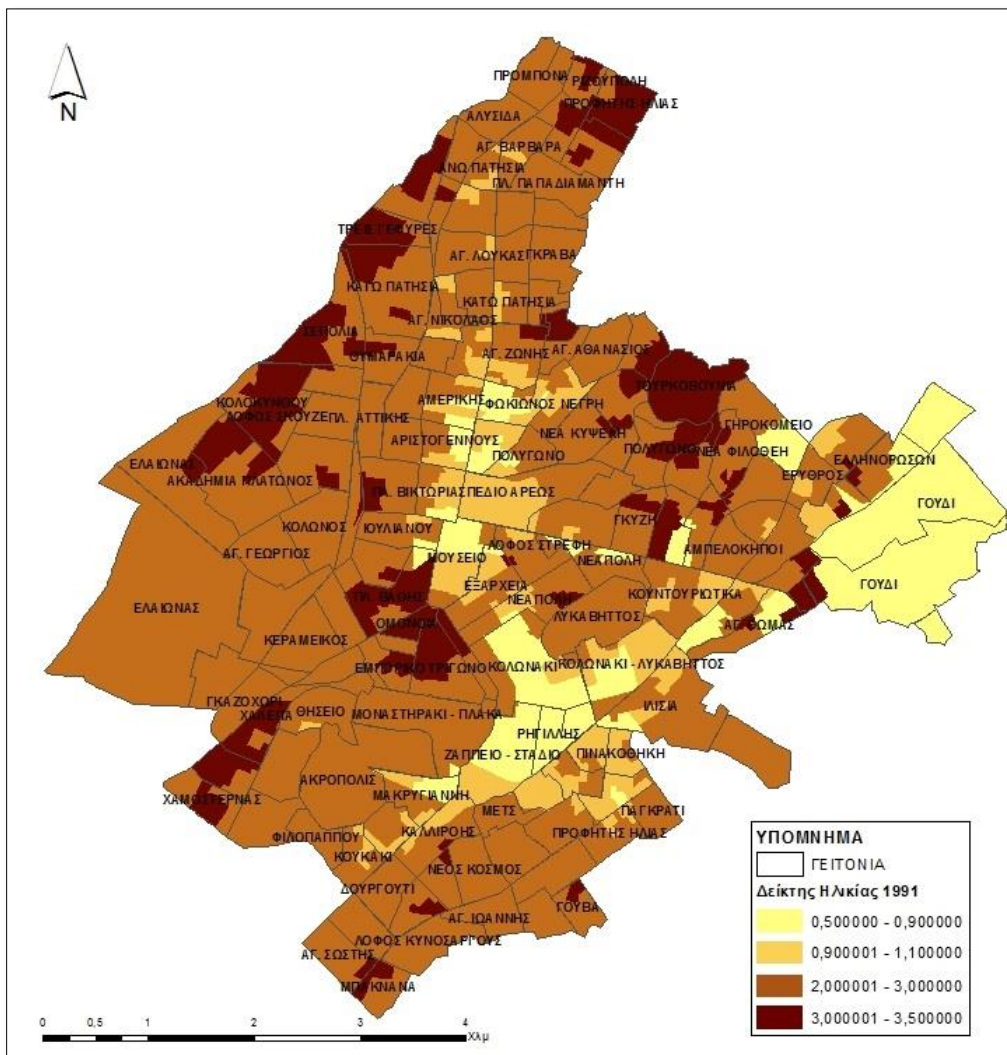 N
ΠΡΟΜΠΟΝΑ
ΡΙΖΟΥΠΟΛΗ
ΠΡΟΦΗΤΗΣ ΗΛΙΑΣ
ΑΛΥΣΙΔΑ
ΑΓ. ΒΑΡΒΑΡΑ
ΑΝΩ ΠΑΤΗΣΙΑ
ΠΛ. ΠΑΠΑΔΙΑΜΑΝΤΗ
ΤΡΕΙΣ ΓΕΦΥΡΕΣ
ΑΓ. ΛΟΥΚΑΣ
ΓΚΡΑΒΑ
ΚΑΤΩ ΠΑΤΗΣΙΑ
ΚΑΤΩ ΠΑΤΗΣΙΑ
ΑΓ. ΝΙΚΟΛΑΟΣ
ΣΕΠΟΛΙΑ
ΘΥΜΑΡΑΚΙΑ
ΑΓ. ΖΩΝΗΣ
ΑΓ. ΑΘΑΝΑΣΙΟΣ
ΤΟΥΡΚΟΒΟΥΝΙΑ
ΚΟΛΟΚΥΝΘΟΥ
ΑΜΕΡΙΚΗΣ
ΦΩΚΙΩΝΟΣ ΝΕΓΡΗ
ΛΟΦΟΣ ΣΚΟΥΖΕ
ΠΛ. ΑΤΤΙΚΗΣ
ΓΗΡΟΚΟΜΕΙΟ
ΑΡΙΣΤΟΓΕΝΝΟΥΣ
ΝΕΑ ΚΥΨΕΛΗ
ΠΟΛΥΓΩΝΟ
ΠΟΛΥΓΩΝΟ
ΝΕΑ ΦΙΛΟΘΕΗ
ΕΛΛΗΝΟΡΩΣΩΝ
ΕΛΑΙΩΝΑΣ
ΑΚΑΔΗΜΙΑ ΠΛΑΤΩΝΟΣ
ΕΡΥΘΡΟΣ
ΠΛ. ΒΙΚΤΩΡΙΑΣ
ΠΕΔΙΟ ΑΡΕΩΣ
ΓΟΥΔΙ
ΚΟΛΩΝΟΣ
ΙΟΥΛΙΑΝΟΥ
ΓΚΥΖΗ
ΛΟΦΟΣ ΣΤΡΕΦΗ
ΑΓ. ΓΕΩΡΓΙΟΣ
ΜΟΥΣΕΙΟ
ΝΕΑΠΟΛΗ
ΑΜΠΕΛΟΚΗΠΟΙ
ΕΞΑΡΧΕΙΑ
ΓΟΥΔΙ
ΠΛ. ΒΑΘΗΣ
ΝΕΑΠΟΛΗ
ΚΟΥΝΤΟΥΡΙΩΤΙΚΑ
ΕΛΑΙΩΝΑΣ
ΛΥΚΑΒΗΤΤΟΣ
ΟΜΟΝΟΙΑ
ΑΓ. ΘΩΜΑΣ
ΚΕΡΑΜΕΙΚΟΣ
ΕΜΠΟΡΙΚΟ ΤΡΙΓΩΝΟ
ΚΟΛΩΝΑΚΙ
ΚΟΛΩΝΑΚΙ - ΛΥΚΑΒΗΤΤΟΣ
ΓΚΑΖΟΧΩΡΙ
ΧΑΛΕΠΑ
ΘΗΣΕΙΟ
ΜΟΝΑΣΤΗΡΑΚΙ - ΠΛΑΚΑ
ΙΛΙΣΙΑ
ΡΗΓΙΛΛΗΣ
ΖΑΠΠΕΙΟ - ΣΤΑΔΙΟ
ΠΙΝΑΚΟΘΗΚΗ
ΑΚΡΟΠΟΛΙΣ
ΧΑΜΟΣΤΕΡΝΑΣ
ΜΑΚΡΥΓΙΑΝΝΗ
ΜΕΤΣ
ΠΑΓΚΡΑΤΙ
ΦΙΛΟΠΑΠΠΟΥ
ΚΑΛΛΙΡΟΗΣ
ΠΡΟΦΗΤΗΣ ΗΛΙΑΣ
ΚΟΥΚΑΚΙ
ΝΕΟΣ ΚΟΣΜΟΣ
ΔΟΥΡΓΟΥΤΙ
ΓΟΥΒΑ
ΑΓ. ΙΩΑΝΝΗΣ
ΛΟΦΟΣ ΚΥΝΟΣΑΡΓΟΥΣ
ΑΓ. ΣΩΣΤΗΣ
ΜΠΑΚΝΑΝΑ
ΥΠΟΜΝΗΜΑ
ΓΕΙΤΟΝΙΑ
Δείκτης Ηλικίας 1991
0,500000 - 0,900000
0,900001 - 1,100000
2,000001 - 3,000000
3,000001 - 3,500000
0 0,5 1 2 3 4
Χλμ